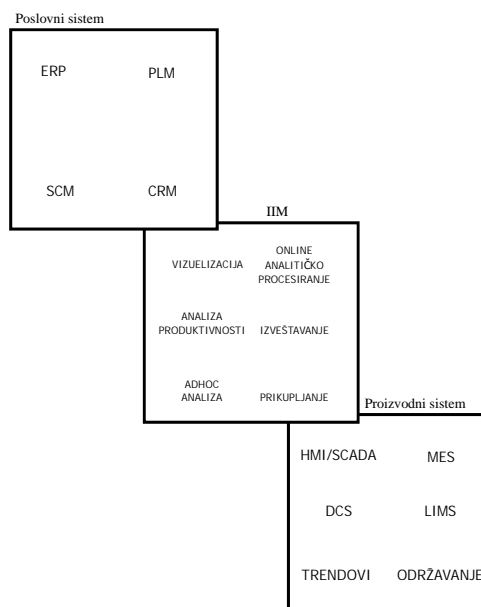 Poslovni sistem
ERP PLM
SCM CRM
IIM
VIZUELIZACIJA
ONLINE
ANALITIČKO
PROCESIRANJE
ANALIZA
PRODUKTIVNOSTI
IZVEŠTAVANJE
ADHOC
ANALIZA
PRIKUPLJANJE
Proizvodni sistem
HMI/SCADA MES
DCS LIMS
TRENDOVI ODRŽAVANJE